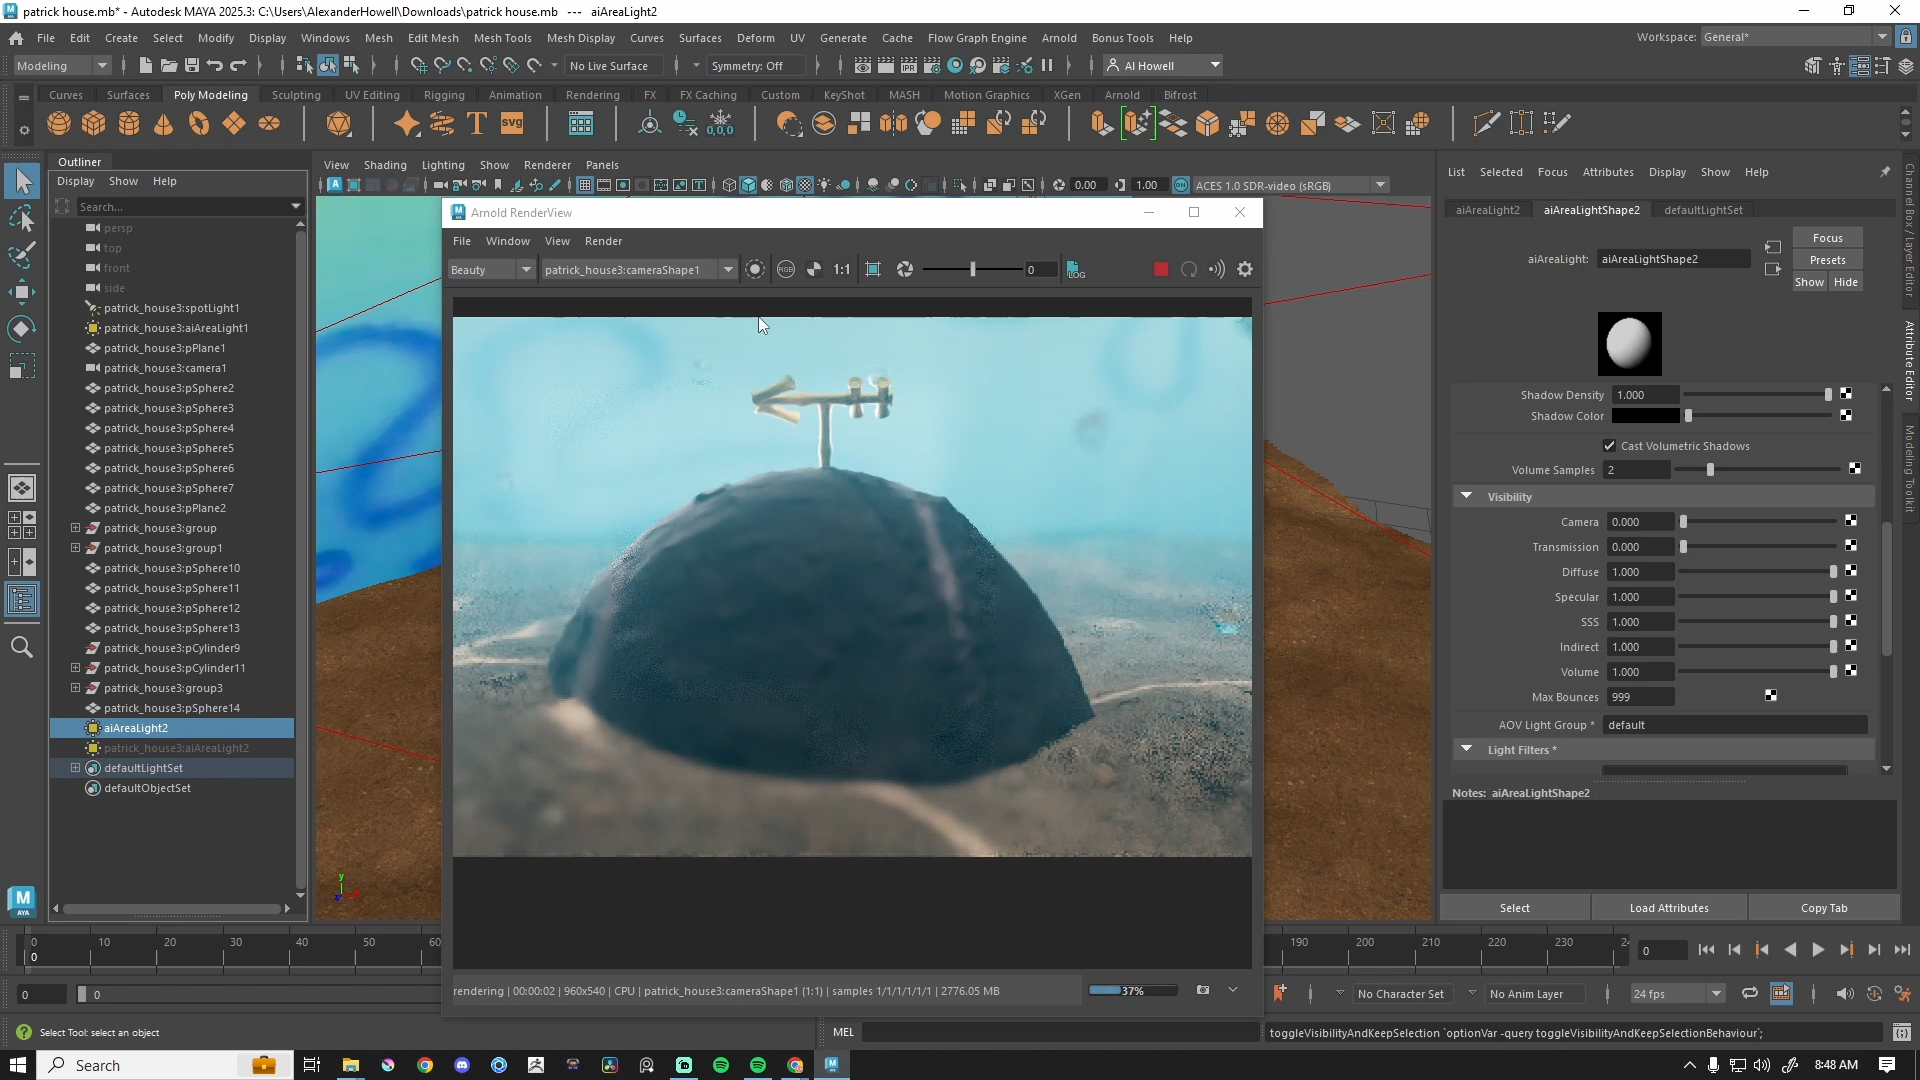 patrick house.mb* - Autodesk MAYA 2025.3: C:\Users\AlexanderHowell\Downloads\patrick house.mb   ---   aiAreaLight2
File Edit Create Select Modify Display Windows Mesh Edit Mesh Mesh Tools Mesh Display Curves Surfaces Deform UV Generate Cache Flow Graph Engine Arnold Bonus Tools Help
Workspace: General*
Modeling
No Live Surface
Symmetry: Off
Al Howell
Curves Surfaces Poly Modeling Sculpting UV Editing Rigging Animation Rendering FX FX Caching Custom KeyShot MASH Motion Graphics XGen Arnold Bifrost
Outliner
Display Show Help
Search...
persp
top
front
side
patrick_house3:spotLight1
patrick_house3:aiAreaLight1
patrick_house3:pPlane1
patrick_house3:camera1
patrick_house3:pSphere2
patrick_house3:pSphere3
patrick_house3:pSphere4
patrick_house3:pSphere5
patrick_house3:pSphere6
patrick_house3:pSphere7
patrick_house3:pPlane2
patrick_house3:group
patrick_house3:group1
patrick_house3:pSphere10
patrick_house3:pSphere11
patrick_house3:pSphere12
patrick_house3:pSphere13
patrick_house3:pCylinder9
patrick_house3:pCylinder11
patrick_house3:group3
patrick_house3:pSphere14
aiAreaLight2
patrick_house3:aiAreaLight2
defaultLightSet
defaultObjectSet
View Shading Lighting Show Renderer Panels
0.00
1.00
ACES 1.0 SDR-video (sRGB)
Arnold RenderView
File Window View Render
Beauty
patrick_house3:cameraShape1
RGB
1:1
0
LOG
rendering | 00:00:02 | 960x540 | CPU | patrick_house3:cameraShape1 (1:1) | samples 1/1/1/1/1/1 | 2776.05 MB
37%
List Selected Focus Attributes Display Show Help
aiAreaLight2 aiAreaLightShape2 defaultLightSet
aiAreaLight: aiAreaLightShape2
Focus
Presets
Show Hide
Shadow Density 1.000
Shadow Color
Cast Volumetric Shadows
Volume Samples 2
Visibility
Camera 0.000
Transmission 0.000
Diffuse 1.000
Specular 1.000
SSS 1.000
Indirect 1.000
Volume 1.000
Max Bounces 999
AOV Light Group * default
Light Filters *
Notes: aiAreaLightShape2
Select Load Attributes Copy Tab
Channel Box / Layer Editor
Attribute Editor
Modeling Toolkit
0 10 20 30 40 50 60
190 200 210 220 230 24
0
0
0
0
No Character Set
No Anim Layer
24 fps
Select Tool: select an object
MEL
toggleVisibilityAndKeepSelection `optionVar -query toggleVisibilityAndKeepSelectionBehaviour`;
Search
8:48 AM